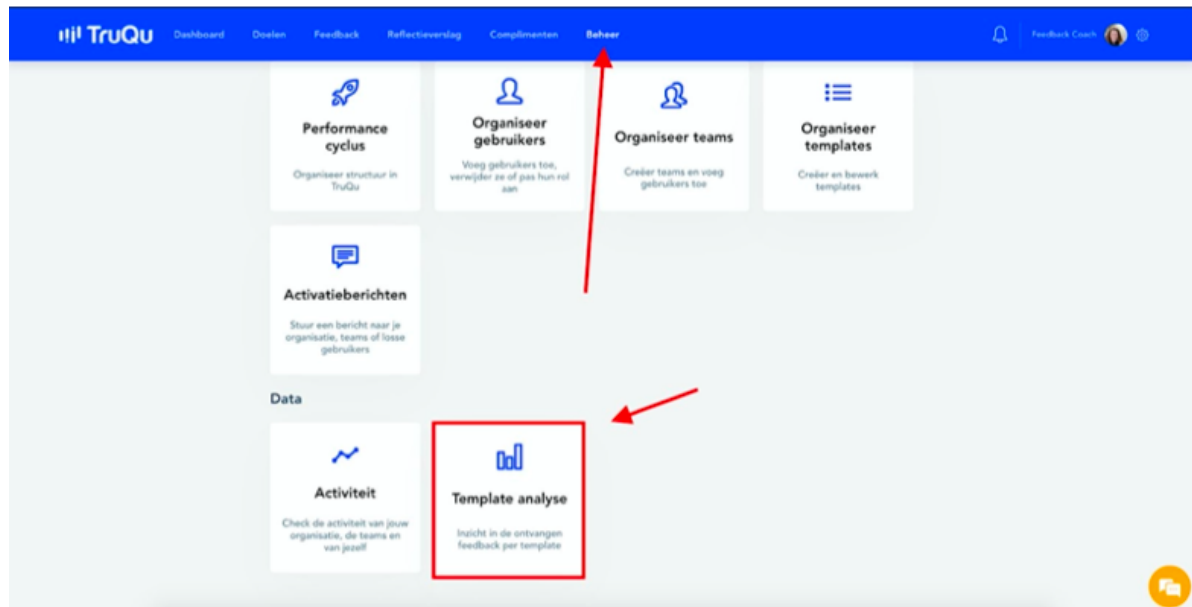 TruQu Dashboard Doelen Feedback Reflectieverslag Complimenten Beheer Feedback Coach
Performance
cyclus
Organiseer structuur in
TruQu
Organiseer
gebruikers
Voeg gebruikers toe,
verwijder ze of pas hun rol
aan
Organiseer teams
Creëer teams en voeg
gebruikers toe
Organiseer
templates
Creëer en bewerk
templates
Activatieberichten
Stuur een bericht naar je
organisatie, teams of losse
gebruikers
Data
Activiteit
Check de activiteit van jouw
organisatie, de teams en
van jezelf
Template analyse
Inzicht in de ontvangen
feedback per template